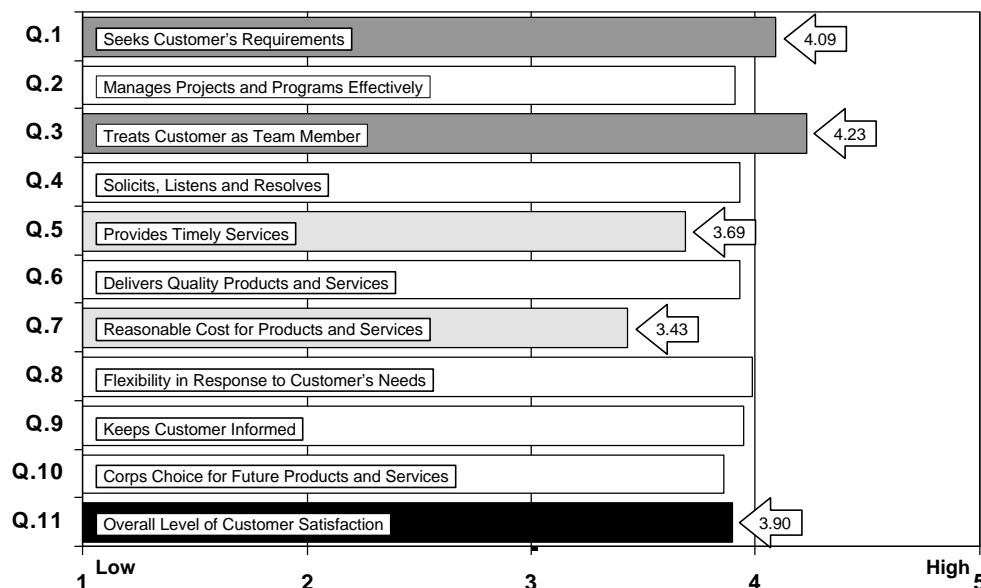 Q.1 Seeks Customer's Requirements 4.09
Q.2 Manages Projects and Programs Effectively
Q.3 Treats Customer as Team Member 4.23
Q.4 Solicits, Listens and Resolves
Q.5 Provides Timely Services 3.69
Q.6 Delivers Quality Products and Services
Q.7 Reasonable Cost for Products and Services 3.43
Q.8 Flexibility in Response to Customer's Needs
Q.9 Keeps Customer Informed
Q.10 Corps Choice for Future Products and Services
Q.11 Overall Level of Customer Satisfaction 3.90
Low High
1 2 3 4 5